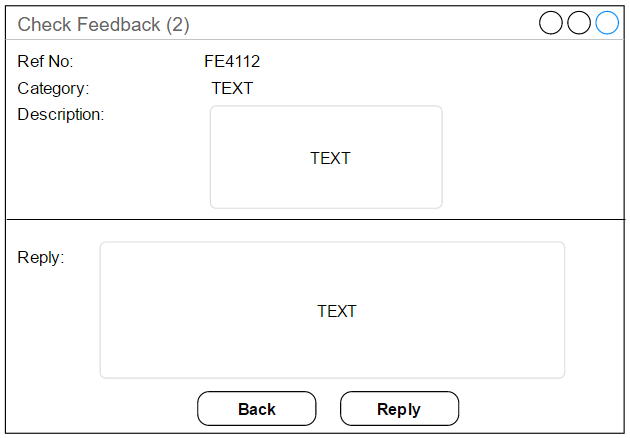 Check Feedback (2)
Ref No: FE4112
Category: TEXT
Description:
TEXT
Reply:
TEXT
Back Reply